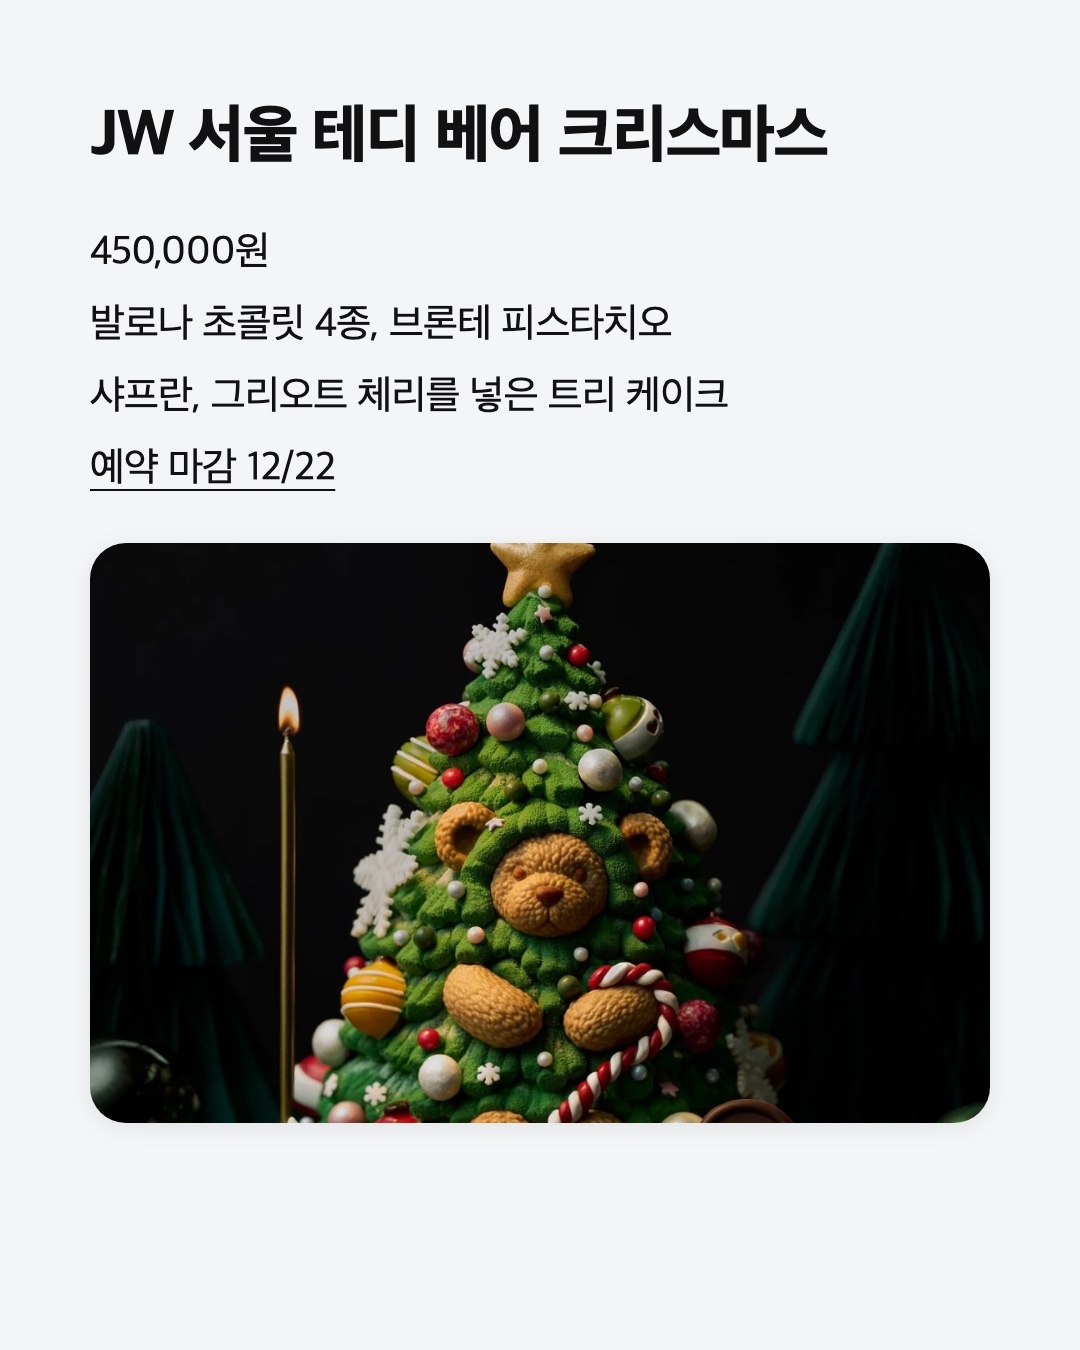 JW 서울 테디 베어 크리스마스
450,000원
발로나 초콜릿 4종, 브론테 피스타치오
샤프란, 그리오트 체리를 넣은 트리 케이크
예약 마감 12/22